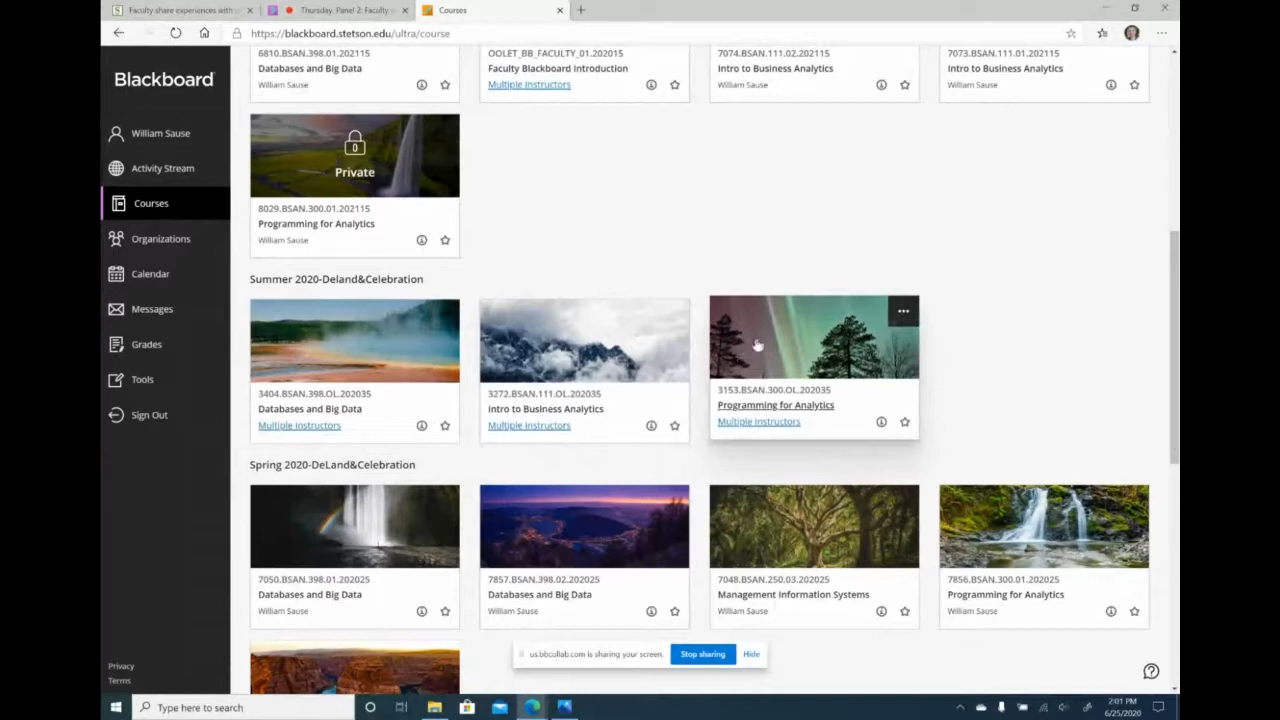 Faculty share experiences with
Thursday. Panel 2: Faculty
Courses
https://blackboard.stetson.edu/ultra/course
Blackboard
William Sause
Activity Stream
Courses
Organizations
Calendar
Messages
Grades
Tools
Sign Out
Privacy
Terms
6810.BSAN.398.01.202115
Databases and Big Data
William Sause
OOLET_BB_FACULTY_01.202015
Faculty Blackboard Introduction
Multiple Instructors
7074.BSAN.111.02.202115
Intro to Business Analytics
William Sause
7073.BSAN.111.01.202115
Intro to Business Analytics
William Sause
Private
8029.BSAN.300.01.202115
Programming for Analytics
William Sause
Summer 2020-Deland&Celebration
3404.BSAN.398.OL.202035
Databases and Big Data
Multiple Instructors
3272.BSAN.111.OL.202035
Intro to Business Analytics
Multiple Instructors
3153.BSAN.300.OL.202035
Programming for Analytics
Multiple Instructors
Spring 2020-DeLand&Celebration
7050.BSAN.398.01.202025
Databases and Big Data
William Sause
7857.BSAN.398.02.202025
Databases and Big Data
William Sause
7048.BSAN.250.03.202025
Management Information Systems
William Sause
7856.BSAN.300.01.202025
Programming for Analytics
William Sause
us.bbcollab.com is sharing your screen.
Stop sharing
Hide
Type here to search
2:01 PM
6/25/2020